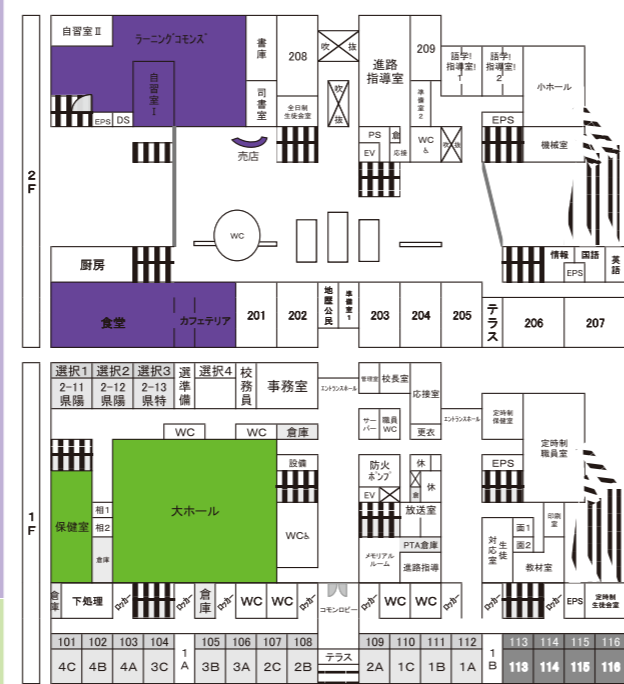 2F
自習室Ⅱ
ラーニングコモンズ
自習室Ⅰ
書庫
司書室
208
全日制
生徒会室
吹
抜
吹
抜
進路
指導室
209
準備室2
語学
指導室
1
語学
指導室
2
小ホール
EPS
DS
売店
PS
倉
EV
応接
WC
吹
抜
EPS
機械室
WC
厨房
情報
国語
英語
EPS
食堂
カフェテリア
201
202
地歴公民
準備室1
203
204
205
テラス
206
207
1F
選択1
選択2
選択3
選準備
選択4
校務員
事務室
エントランスホール
管理室
校長室
応接室
2-11
県陽
2-12
県陽
2-13
県特
サーバー
職員
WC
更衣
エントランスホール
定時制
保健室
定時制
職員室
WC
WC
倉庫
設備
防火
ポンプ
休
EPS
保健室
大ホール
EV
倉
休
放送室
相1
相2
倉庫
WC
PTA倉庫
メモリアル
ルーム
進路指導
対応室
生徒
面1
面2
印刷室
教材室
倉庫
下処理
ロッカー
ロッカー
倉庫
ロッカー
WC
WC
ロッカー
コモンロビー
ロッカー
WC
WC
ロッカー
ロッカー
ロッカー
EPS
定時制
生徒会室
101
102
103
104
1A
105
106
107
108
テラス
109
110
111
112
1B
113
114
115
116
4C
4B
4A
3C
3B
3A
2C
2B
2A
1C
1B
1A
113
114
115
116